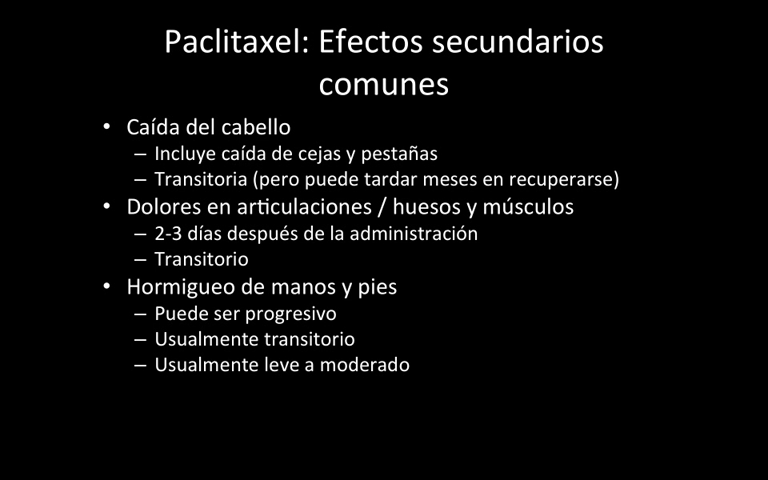 Paclitaxel: Efectos secundarios
comunes
• Caída del cabello
– Incluye caída de cejas y pestañas
– Transitoria (pero puede tardar meses en recuperarse)
• Dolores en articulaciones / huesos y músculos
– 2-3 días después de la administración
– Transitorio
• Hormigueo de manos y pies
– Puede ser progresivo
– Usualmente transitorio
– Usualmente leve a moderado